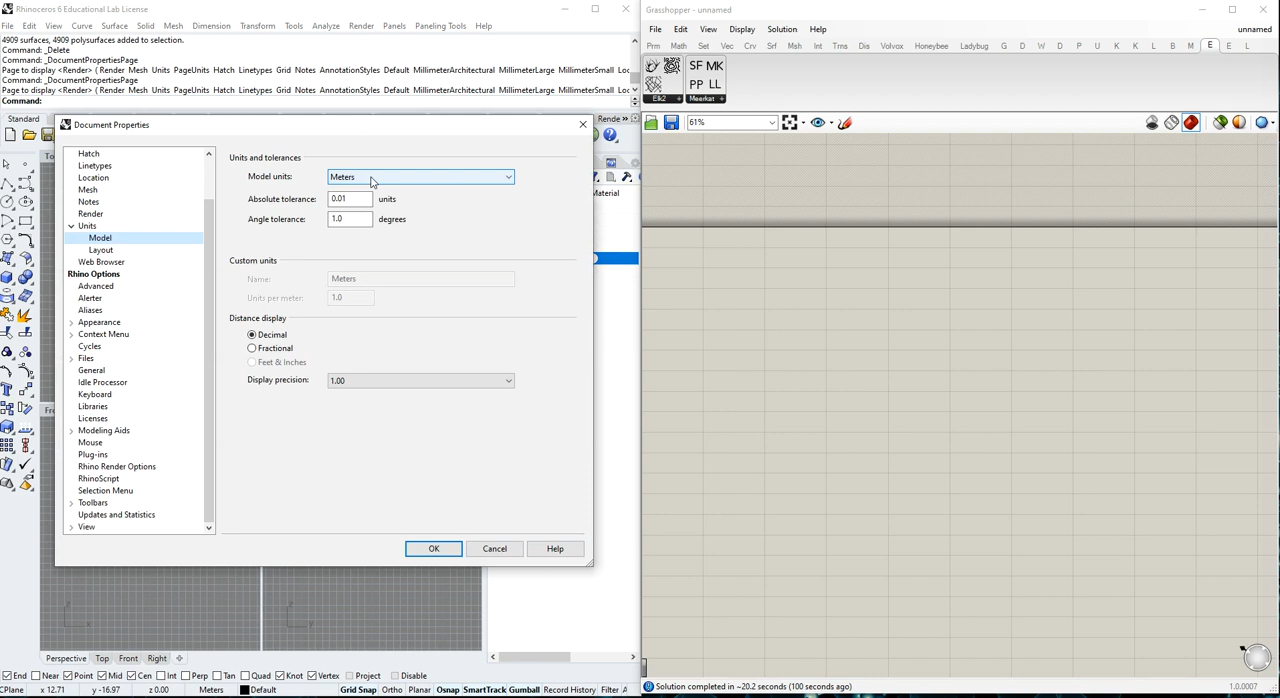 Rhinoceros 6 Educational Lab License
File Edit View Curve Surface Solid Mesh Dimension Transform Tools Analyze Render Panels Paneling Tools Help
4909 surfaces, 4909 polysurfaces added to selection.
Command: _Delete
Command: _DocumentPropertiesPage
Page to display <Render> ( Render Mesh Units PageUnits Hatch Linetypes Grid Notes AnnotationStyles Default MillimeterArchitectural MillimeterLarge MillimeterSmall Loc
Command: _DocumentPropertiesPage
Page to display <Render> ( Render Mesh Units PageUnits Hatch Linetypes Grid Notes AnnotationStyles Default MillimeterArchitectural MillimeterLarge MillimeterSmall Loc
Command:
Standard
Rende »
To
Material
Fro
Document Properties
Hatch
Linetypes
Location
Mesh
Notes
Render
Units
Model
Layout
Web Browser
Rhino Options
Advanced
Alerter
Aliases
Appearance
Context Menu
Cycles
Files
General
Idle Processor
Keyboard
Libraries
Licenses
Modeling Aids
Mouse
Plug-ins
Rhino Render Options
RhinoScript
Selection Menu
Toolbars
Updates and Statistics
View
Units and tolerances
Model units: Meters
Absolute tolerance: 0.01 units
Angle tolerance: 1.0 degrees
Custom units
Name: Meters
Units per meter: 1.0
Distance display
Decimal
Fractional
Feet & Inches
Display precision: 1.00
OK Cancel Help
Perspective Top Front Right
End Near Point Mid Cen Int Perp Tan Quad Knot Vertex Project Disable
CPlane x 12.71 y -16.97 z 0.00 Meters Default Grid Snap Ortho Planar Osnap SmartTrack Gumball Record History Filter A
Grasshopper - unnamed
File Edit View Display Solution Help unnamed
Prm Math Set Vec Crv Srf Msh Int Trns Dis Volvox Honeybee Ladybug G D W D P U K K L B M E E L
SF MK
PP LL
Elk2 + Meerkat +
61%
Solution completed in ~20.2 seconds (100 seconds ago)
1.0.0007